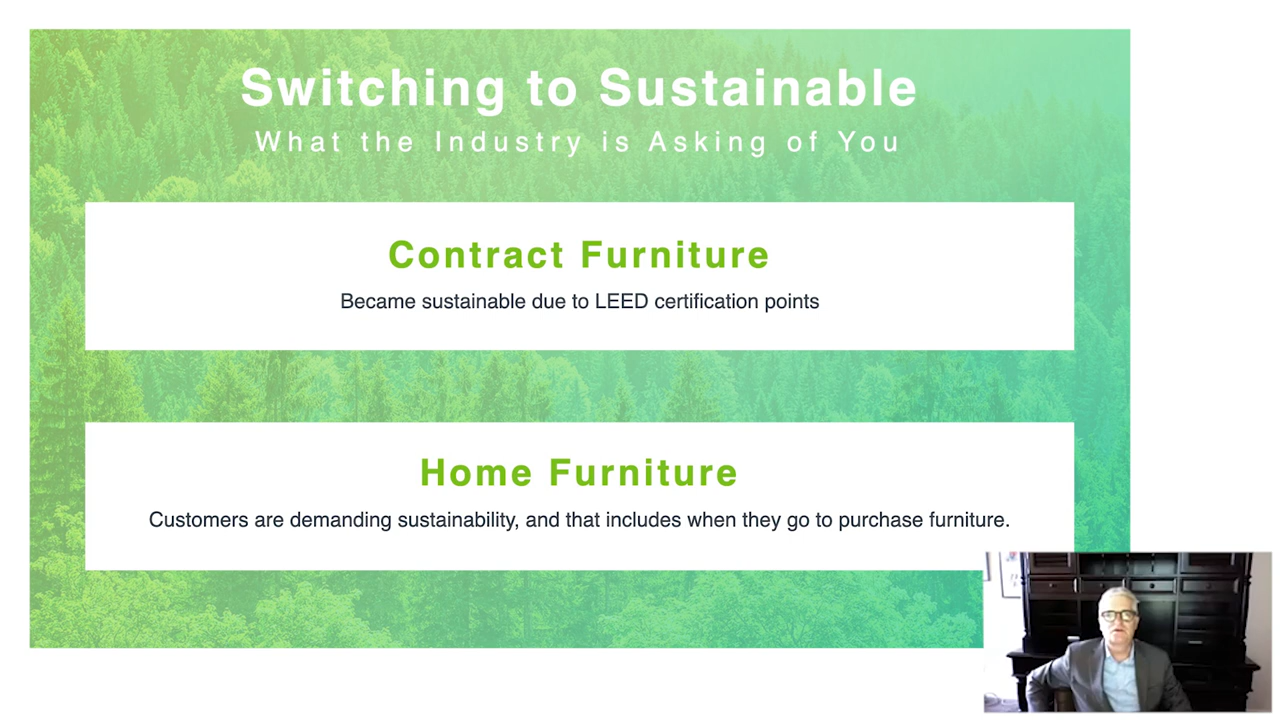 Switching to Sustainable
What the Industry is Asking of You
Contract Furniture
Became sustainable due to LEED certification points
Home Furniture
Customers are demanding sustainability, and that includes when they go to purchase furniture.